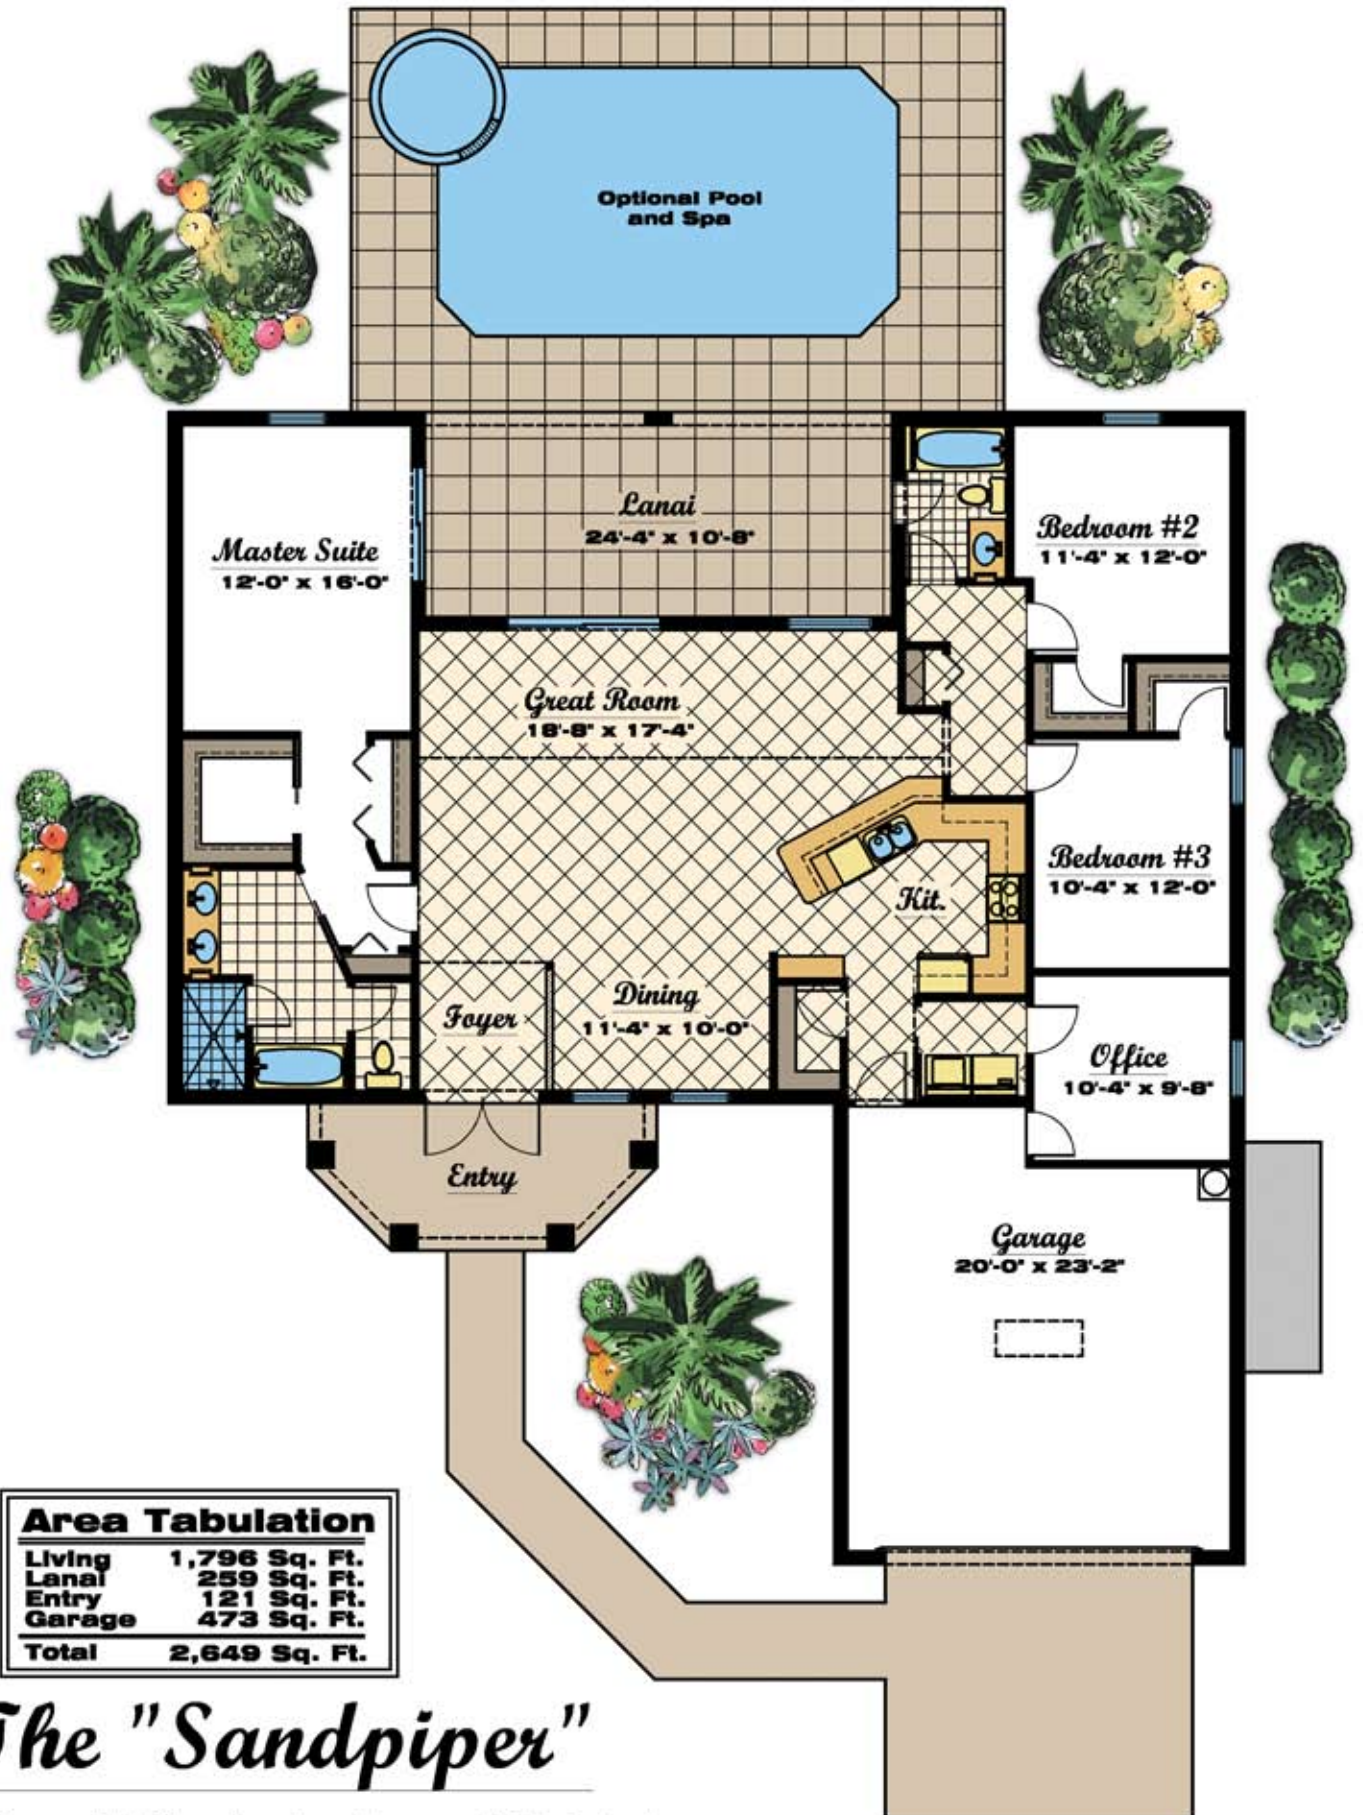 Optional Pool
and Spa
Lanai
24'-4" x 10'-8"
Master Suite
12'-0" x 16'-0"
Bedroom #2
11'-4" x 12'-0"
Great Room
18'-8" x 17'-4"
Bedroom #3
10'-4" x 12'-0"
Kit.
Dining
11'-4" x 10'-0"
Foyer
Office
10'-4" x 9'-8"
Entry
Garage
20'-0" x 23'-2"
Area Tabulation
Living 1,796 Sq. Ft.
Lanai 259 Sq. Ft.
Entry 121 Sq. Ft.
Garage 473 Sq. Ft.
Total 2,649 Sq. Ft.
The "Sandpiper"